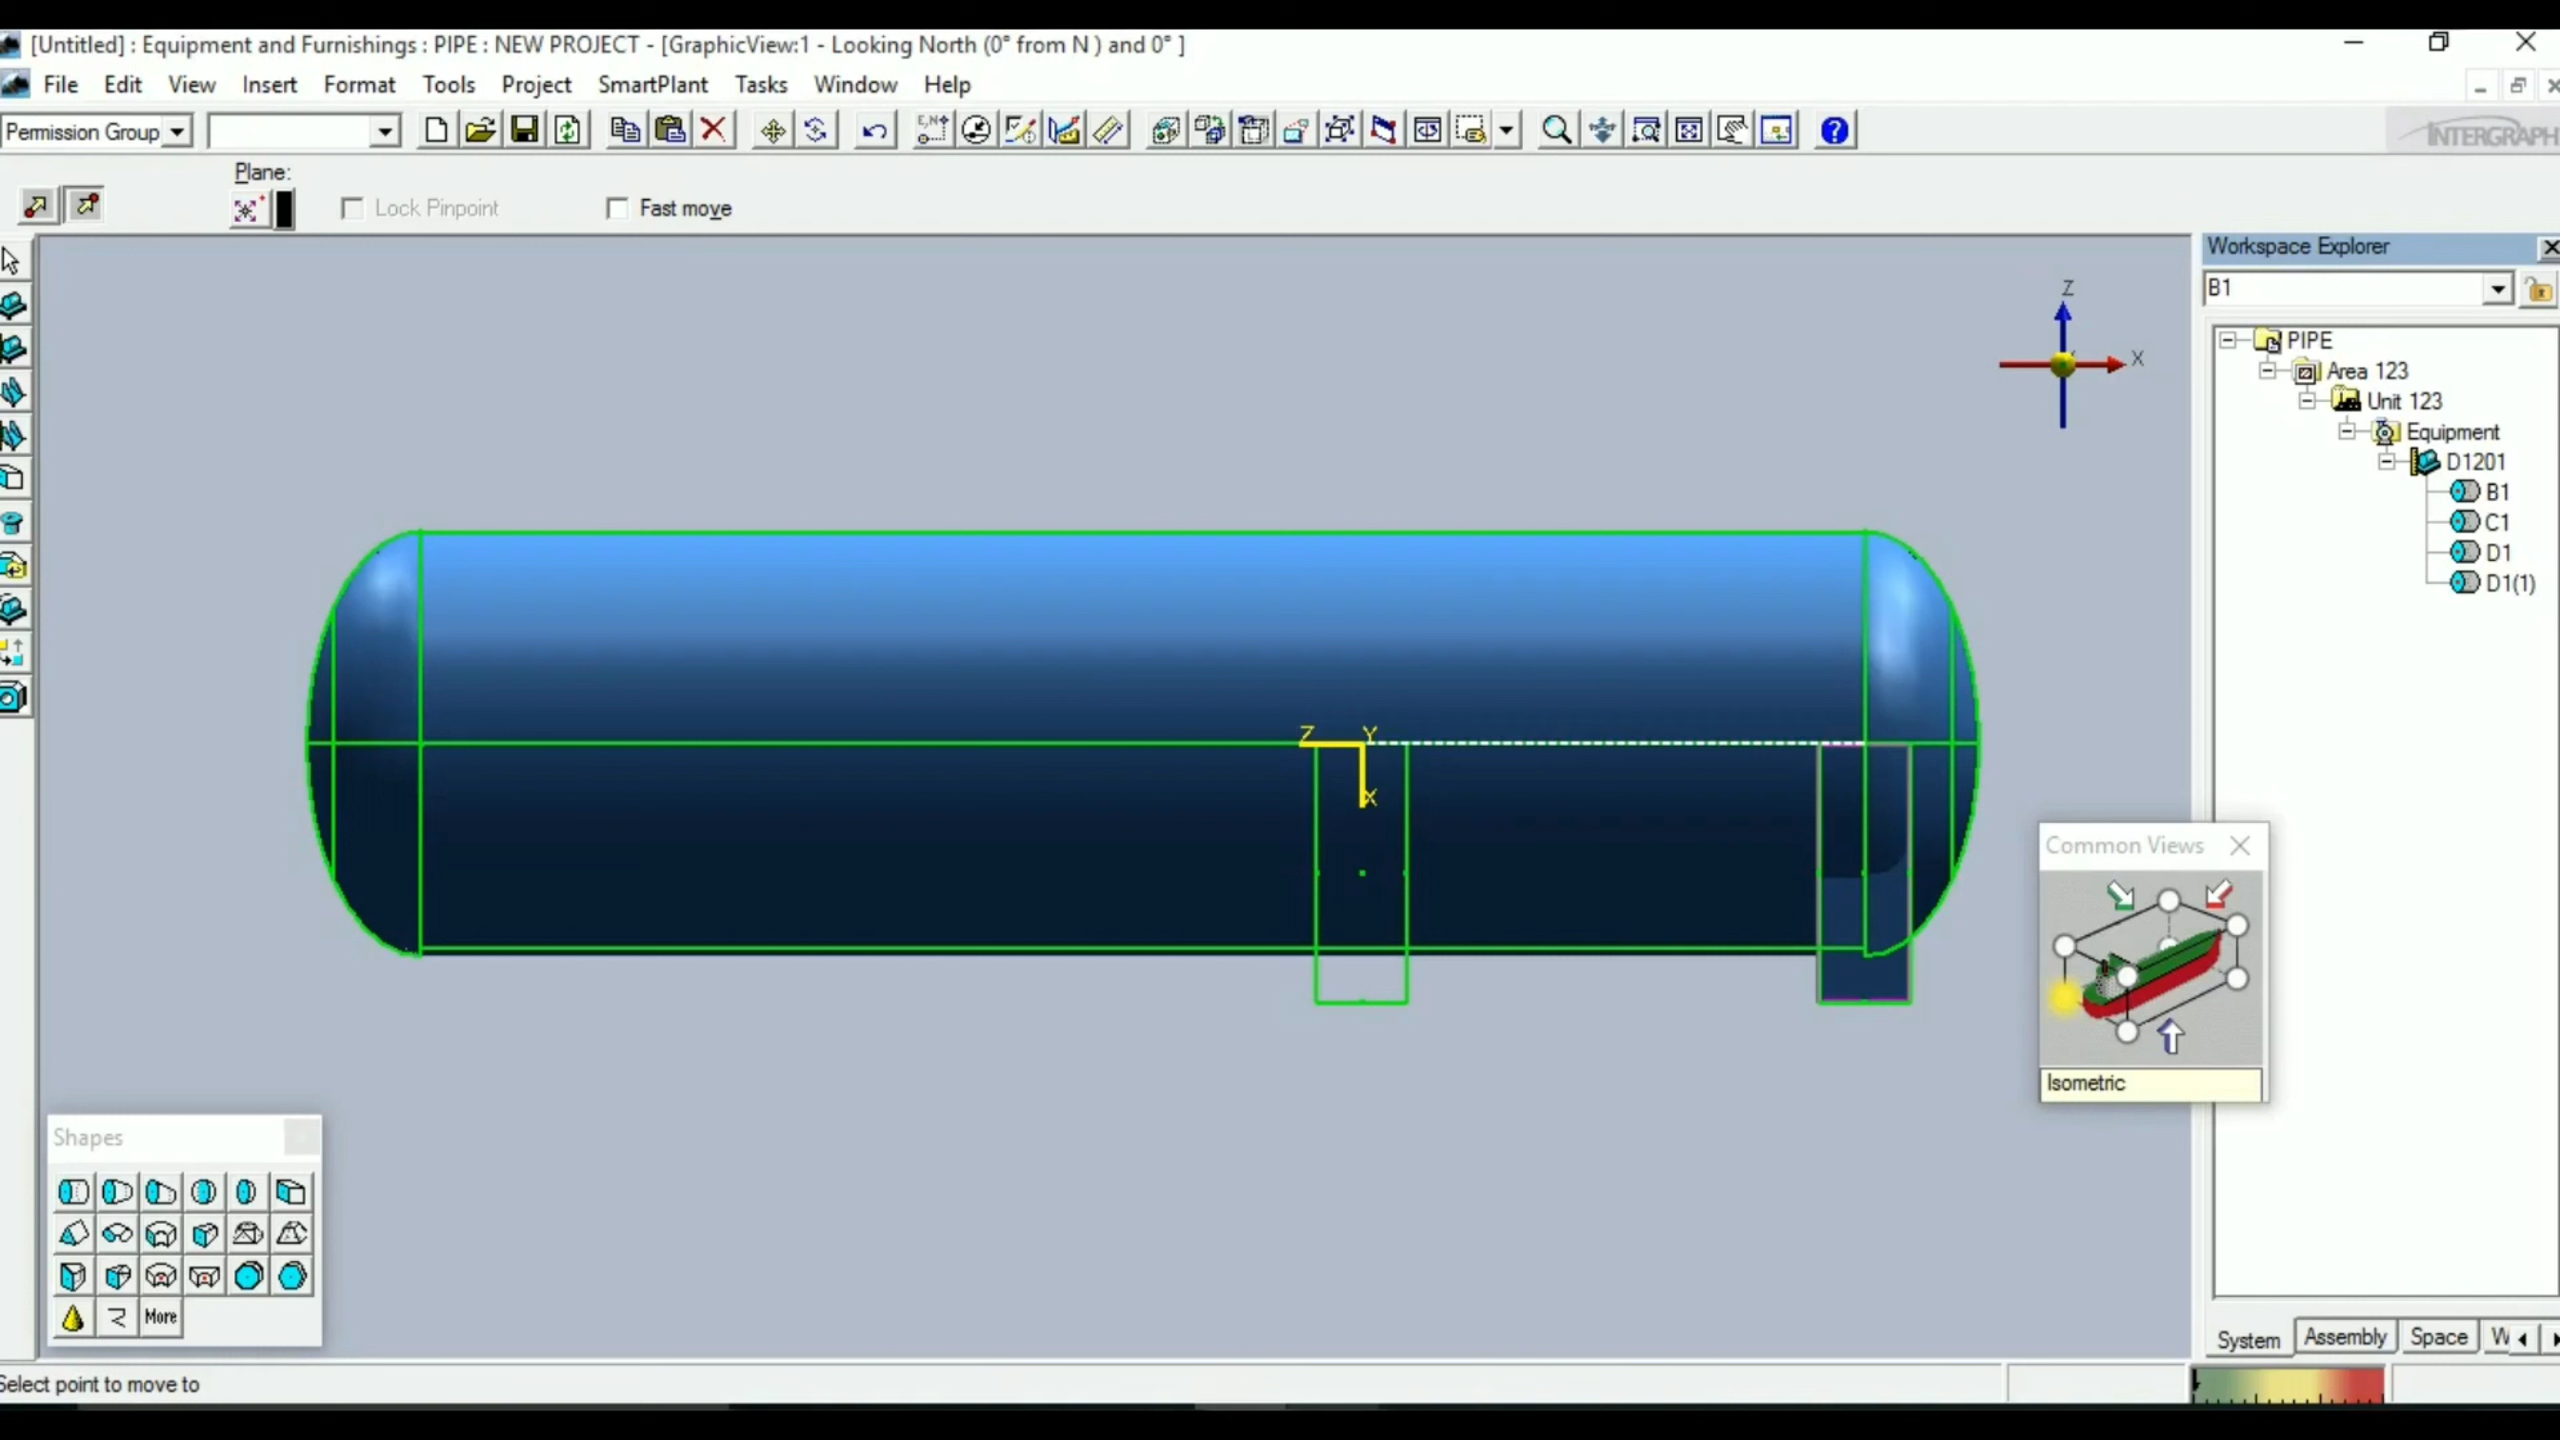 [Untitled] : Equipment and Furnishings : PIPE : NEW PROJECT - [GraphicView:1 - Looking North (0° from N ) and 0° ]
File Edit View Insert Format Tools Project SmartPlant Tasks Window Help
Permission Group
INTERGRAPH
Plane:
Lock Pinpoint
Fast move
Workspace Explorer
B1
PIPE
Area 123
Unit 123
Equipment
D1201
B1
C1
D1
D1(1)
Z
X
Z Y
X
Common Views
Isometric
Shapes
More
System Assembly Space W
Select point to move to